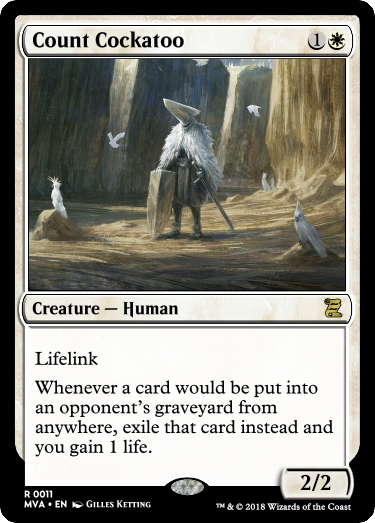 Count Cockatoo 1
Creature — Human
Lifelink
Whenever a card would be put into
an opponent's graveyard from
anywhere, exile that card instead and
you gain 1 life.
2/2
R 0011
MVA • EN GILLES KETTING
™ & © 2018 Wizards of the Coast